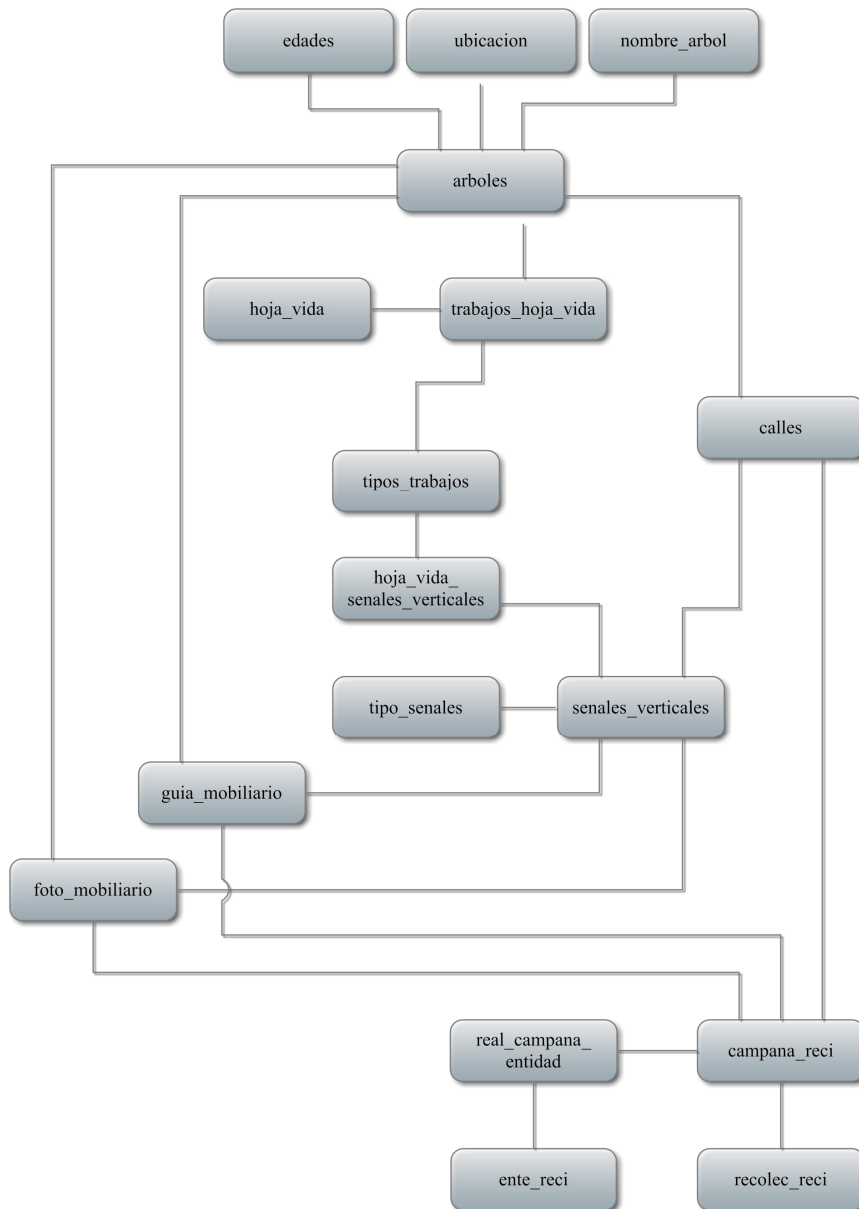 edades
ubicacion
nombre_arbol
arboles
hoja_vida
trabajos_hoja_vida
calles
tipos_trabajos
hoja_vida_
senales_verticales
tipo_senales
senales_verticales
guia_mobiliario
foto_mobiliario
real_campana_
entidad
campana_reci
ente_reci
recolec_reci